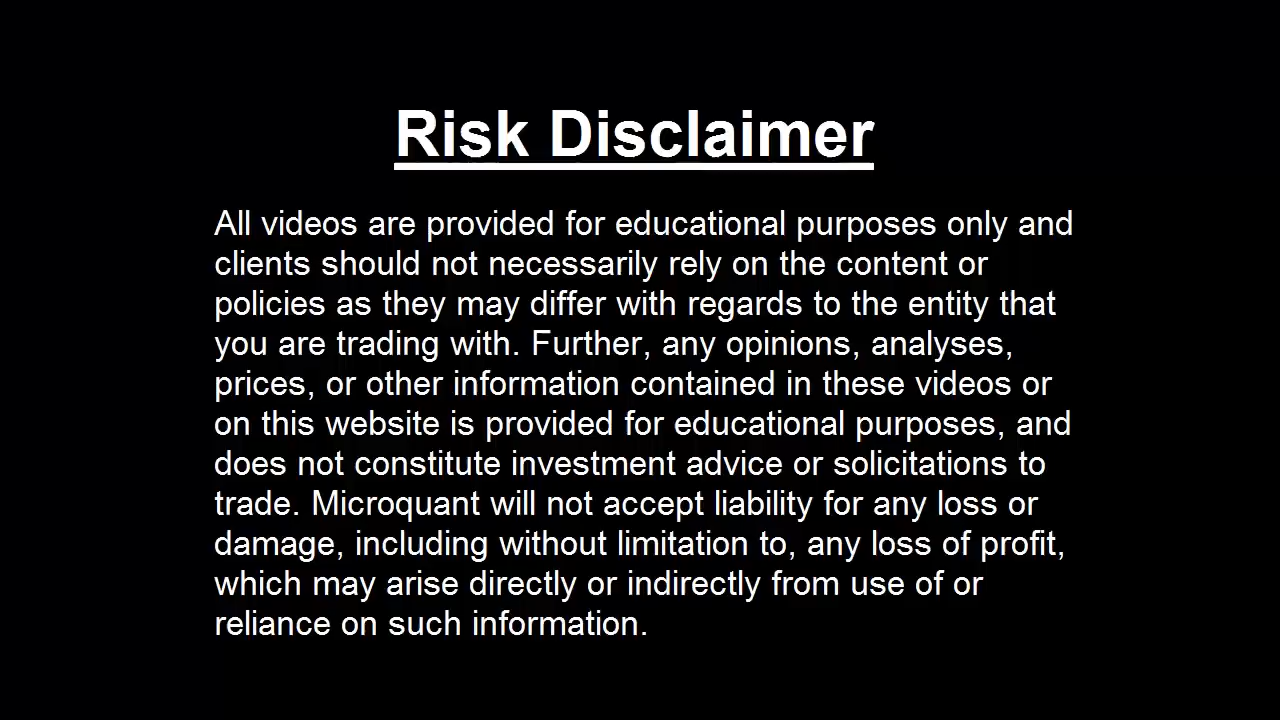 Risk Disclaimer
All videos are provided for educational purposes only and
clients should not necessarily rely on the content or
policies as they may differ with regards to the entity that
you are trading with. Further, any opinions, analyses,
prices, or other information contained in these videos or
on this website is provided for educational purposes, and
does not constitute investment advice or solicitations to
trade. Microquant will not accept liability for any loss or
damage, including without limitation to, any loss of profit,
which may arise directly or indirectly from use of or
reliance on such information.